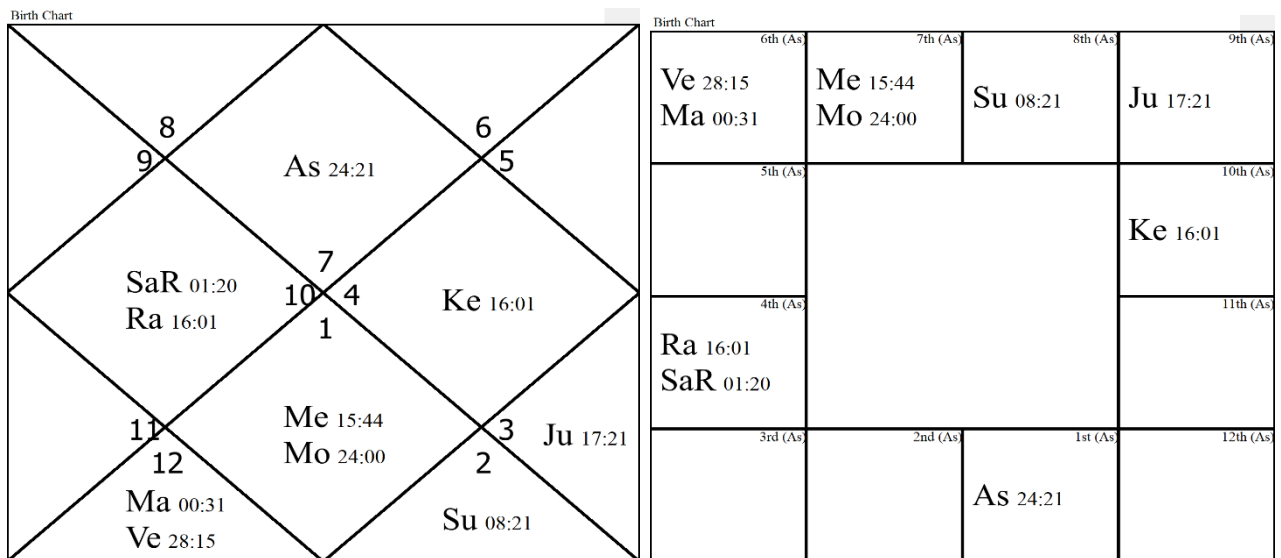 Birth Chart
8
6
9
As 24:21
5
7
SaR 01:20
Ra 16:01
10
4
Ke 16:01
1
Me 15:44
Mo 24:00
11
3
Ju 17:21
12
2
Ma 00:31
Ve 28:15
Su 08:21
Birth Chart
6th (As)
7th (As)
8th (As)
9th (As)
Ve 28:15
Ma 00:31
Me 15:44
Mo 24:00
Su 08:21
Ju 17:21
5th (As)
10th (As)
Ke 16:01
4th (As)
11th (As)
Ra 16:01
SaR 01:20
3rd (As)
2nd (As)
1st (As)
12th (As)
As 24:21